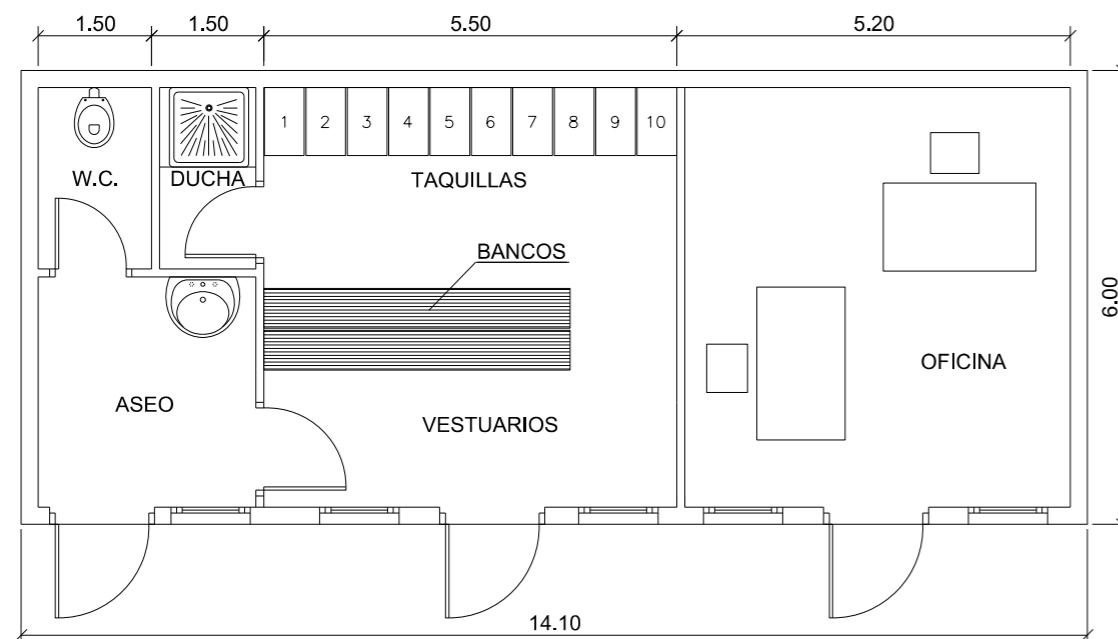 1.50 1.50 5.50 5.20
1 2 3 4 5 6 7 8 9 10
W.C. DUCHA TAQUILLAS
BANCOS
6.00
OFICINA
ASEO
VESTUARIOS
14.10